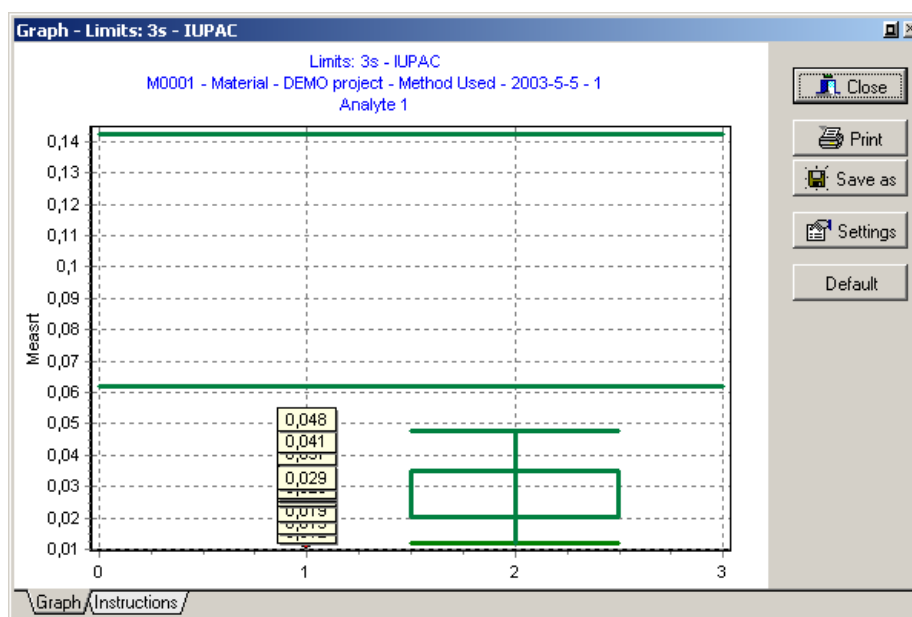 Graph - Limits: 3s - IUPAC
Limits: 3s - IUPAC
M0001 - Material - DEMO project - Method Used - 2003-5-5 - 1
Analyte 1
Close
Print
Save as
Settings
Default
Measrt
0,14
0,13
0,12
0,11
0,1
0,09
0,08
0,07
0,06
0,05
0,04
0,03
0,02
0,01
0,048
0,041
0,029
0,019
0 1 2 3
Graph Instructions